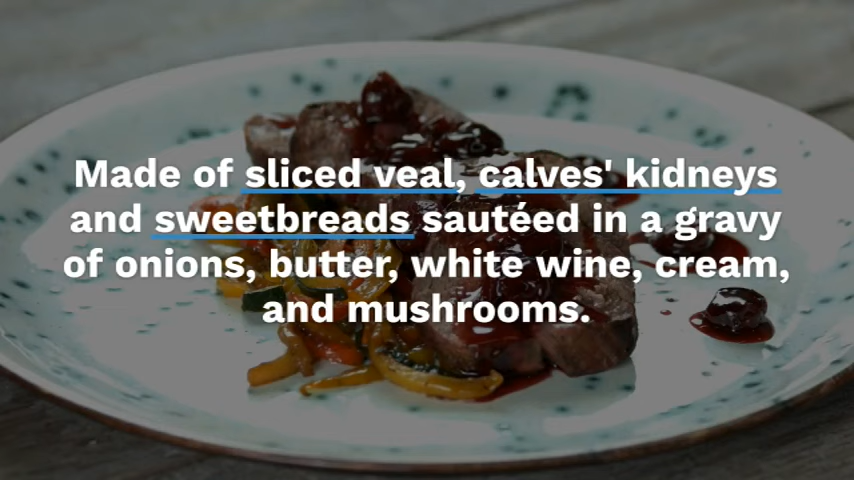 Made of sliced veal, calves' kidneys
and sweetbreads sautéed in a gravy
of onions, butter, white wine, cream,
and mushrooms.